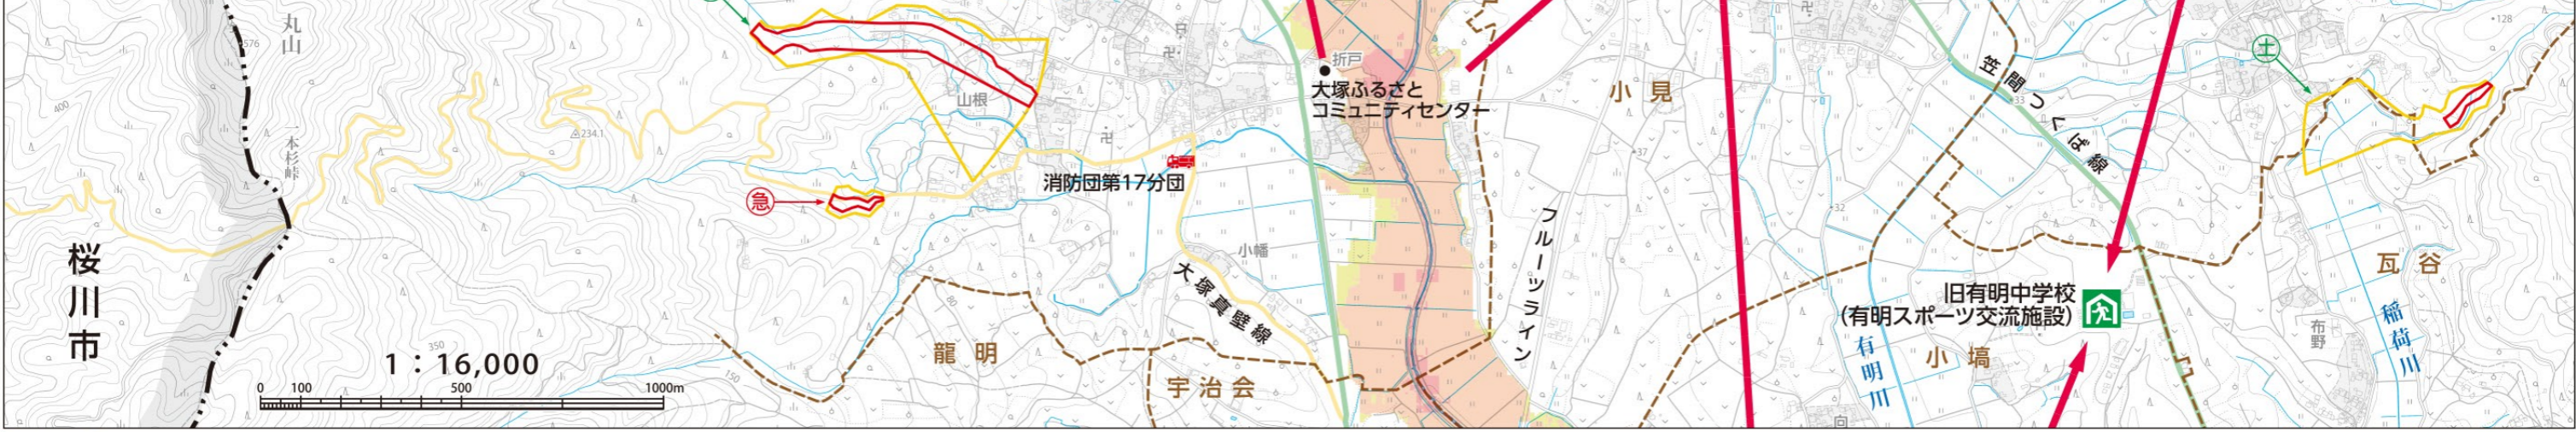 丸山
576
400
一本杉峠
234.1
桜川市
350
150
80
1：16,000
0 100 500 1000m
急
山根
消防団第17分団
小幡
大塚真壁線
龍明
宇治会
折戸
大塚ふるさと
コミュニティセンター
フルーツライン
小見
37
32
33
笠間つくば線
土
128
旧有明中学校
（有明スポーツ交流施設）
有明川
小塙
向
布野
瓦谷
稲荷川